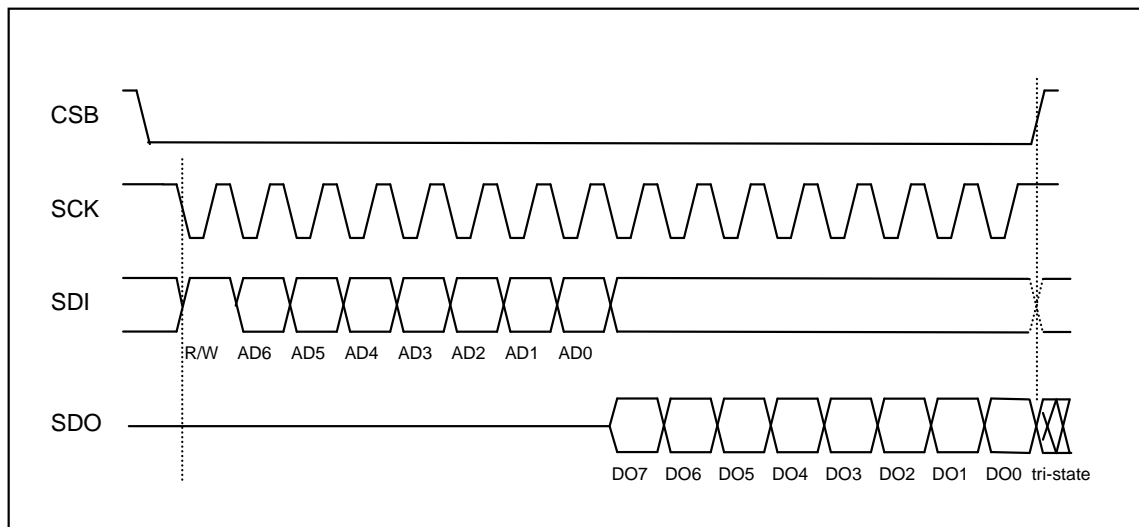 CSB
SCK
SDI
R/W AD6 AD5 AD4 AD3 AD2 AD1 AD0
SDO
DO7 DO6 DO5 DO4 DO3 DO2 DO1 DO0 tri-state